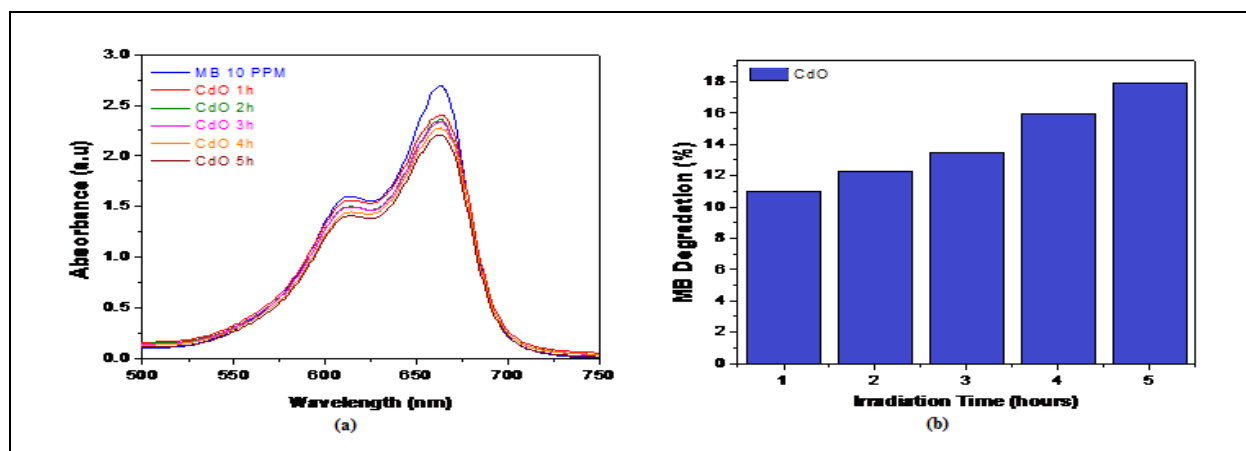 3.0
2.5
2.0
1.5
1.0
0.5
0.0
Absorbance (a.u)
MB 10 PPM
CdO 1h
CdO 2h
CdO 3h
CdO 4h
CdO 5h
500 550 600 650 700 750
Wavelength (nm)
(a)
18
16
14
12
10
8
6
4
2
0
MB Degradation (%)
CdO
1 2 3 4 5
Irradiation Time (hours)
(b)